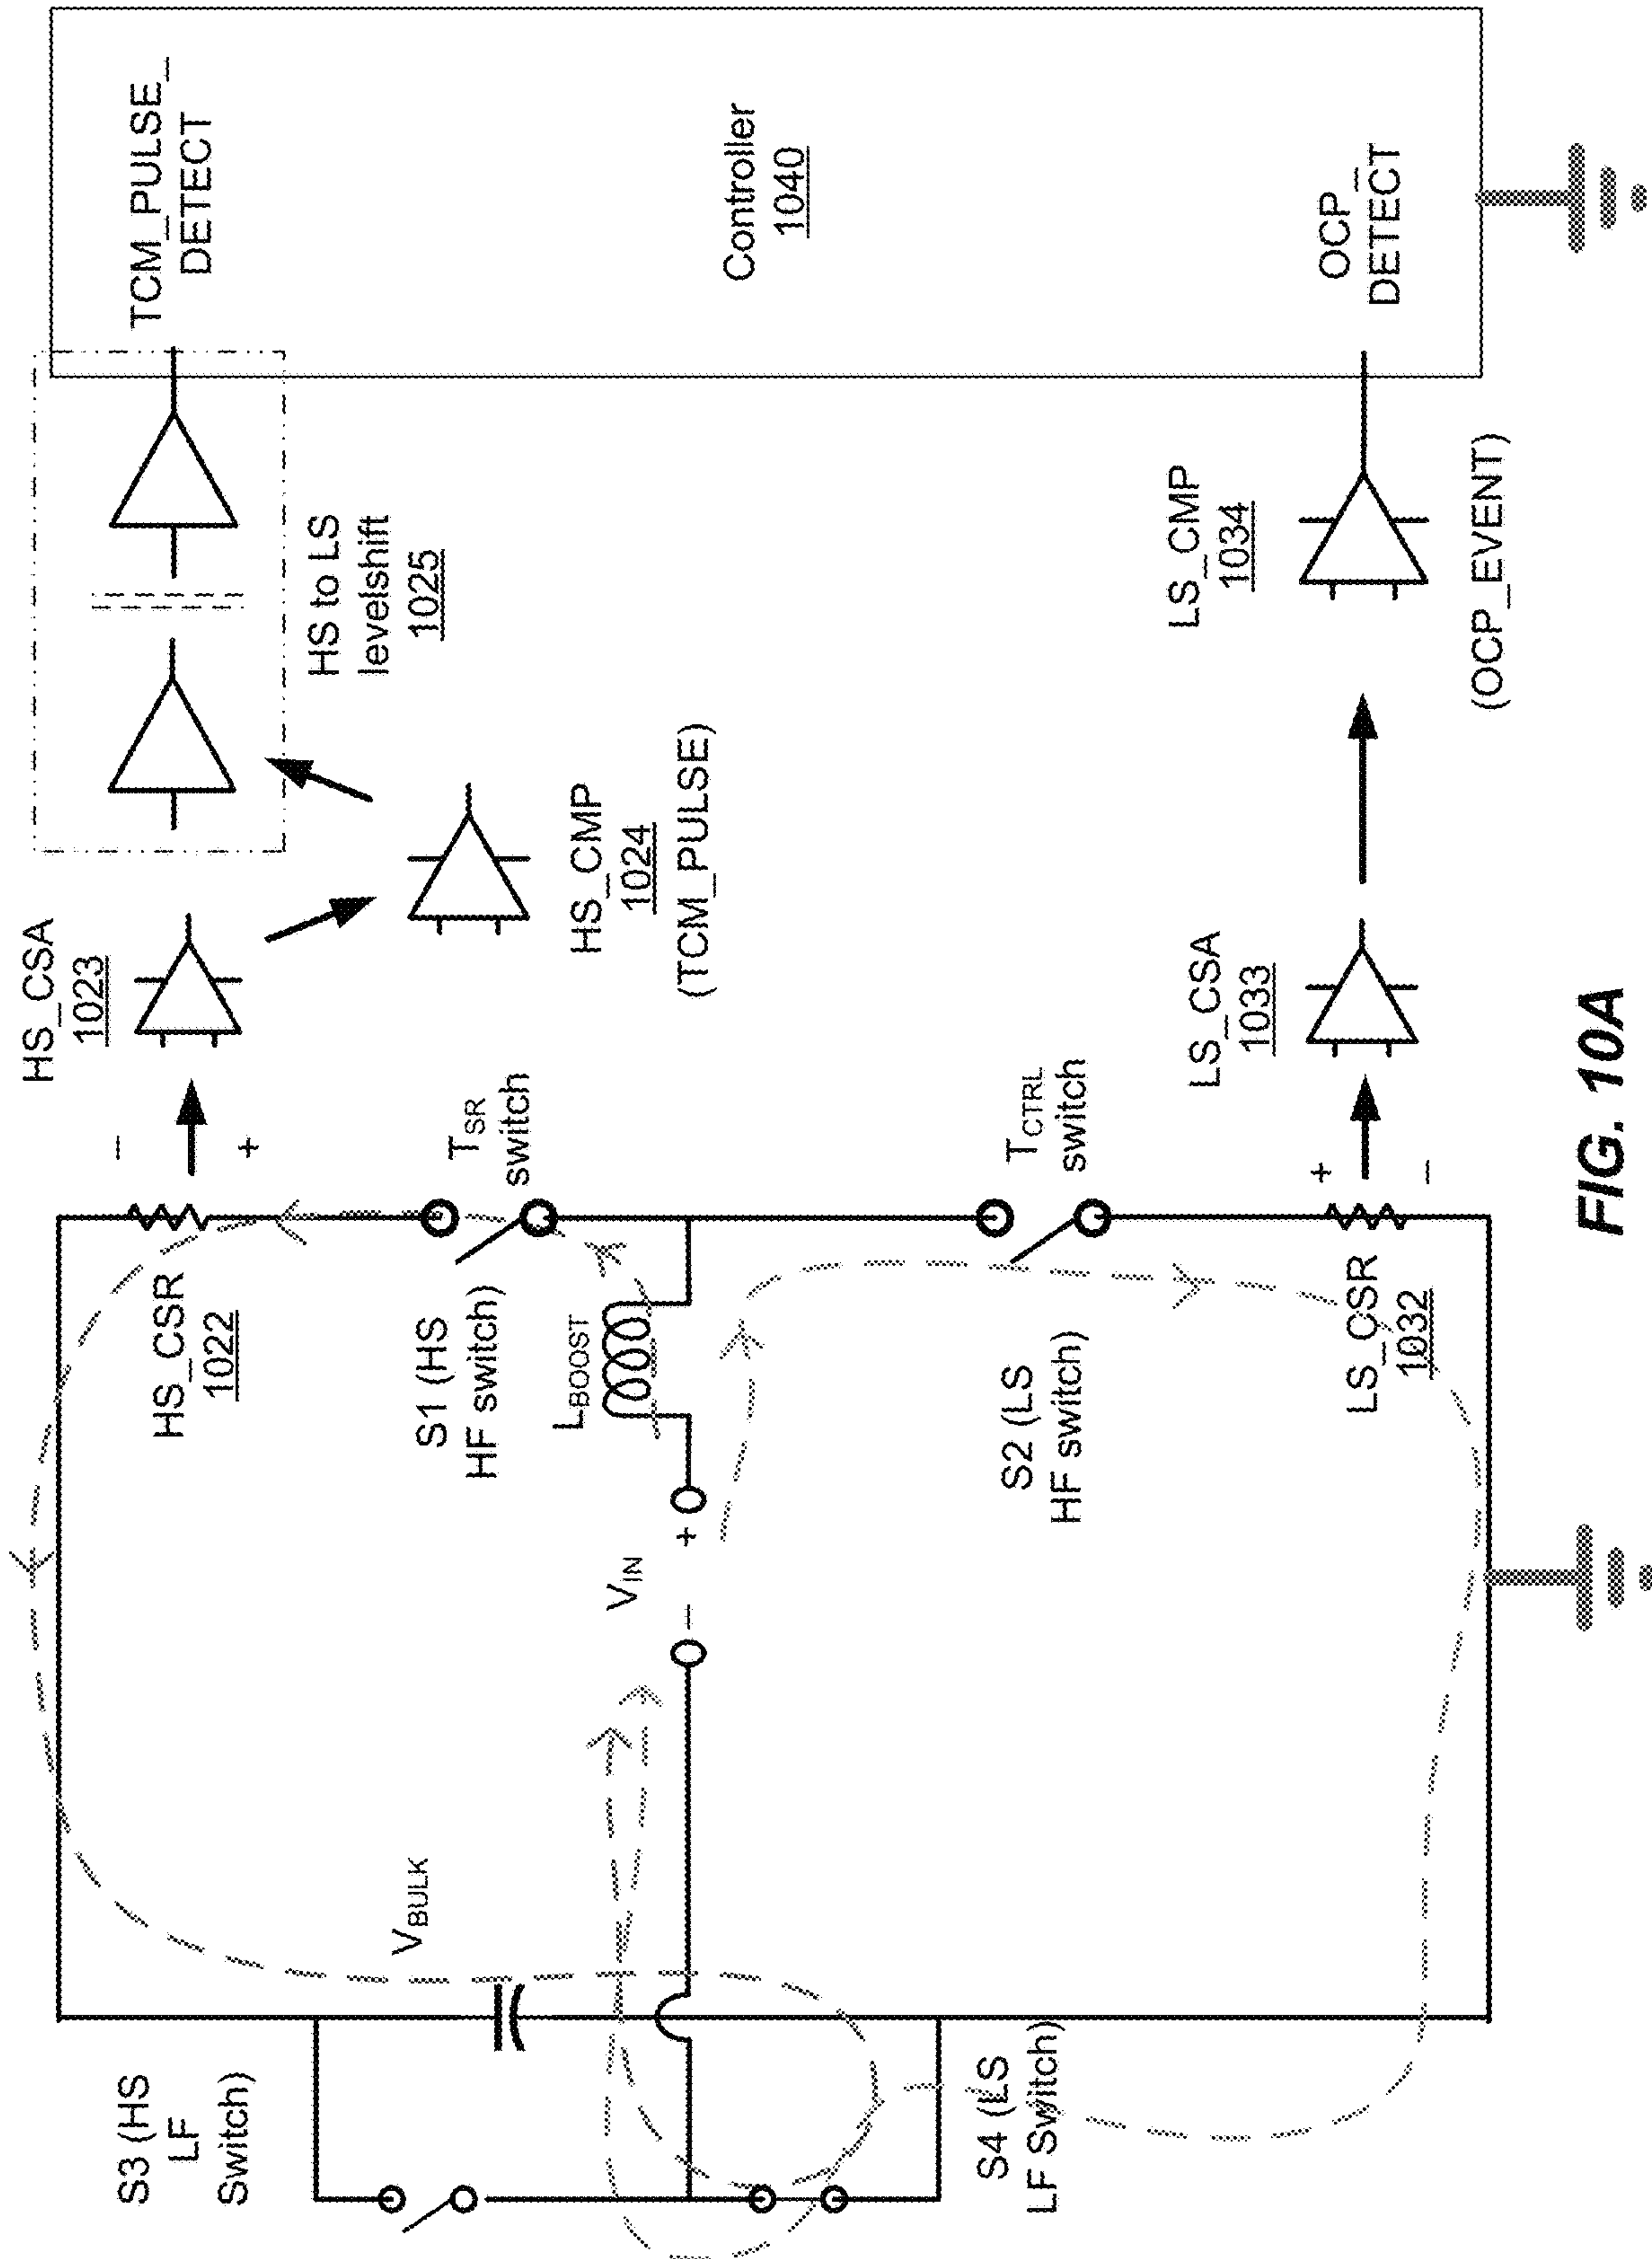 S3 (HS
LF
Switch)
VBULK
HS_CSR
1022
S1 (HS
HF switch)
LBOOST
VIN
−
+
S2 (LS
HF switch)
LS_CSR
1032
S4 (LS
LF Switch)
−
+
TSR
switch
TCTRL
switch
+
−
HS_CSA
1023
HS_CMP
1024
(TCM_PULSE)
HS to LS
levelshift
1025
LS_CSA
1033
LS_CMP
1034
(OCP_EVENT)
TCM_PULSE_
DETECT
Controller
1040
OCP_
DETECT
FIG. 10A